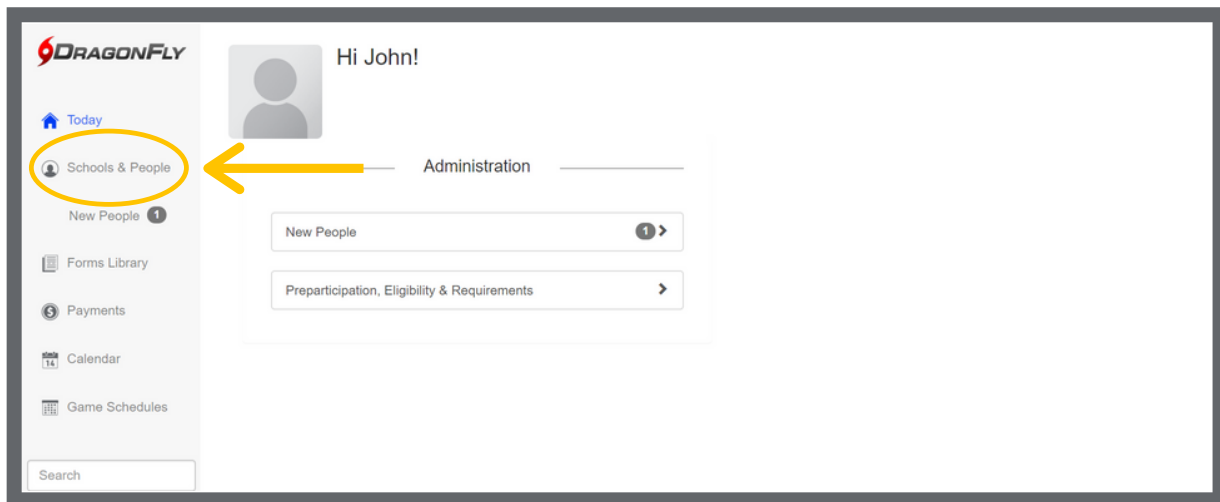 DRAGONFLY
Hi John!
Today
Schools & People
New People 1
Forms Library
Payments
14
Calendar
Game Schedules
Search
Administration
New People 1
Preparticipation, Eligibility & Requirements